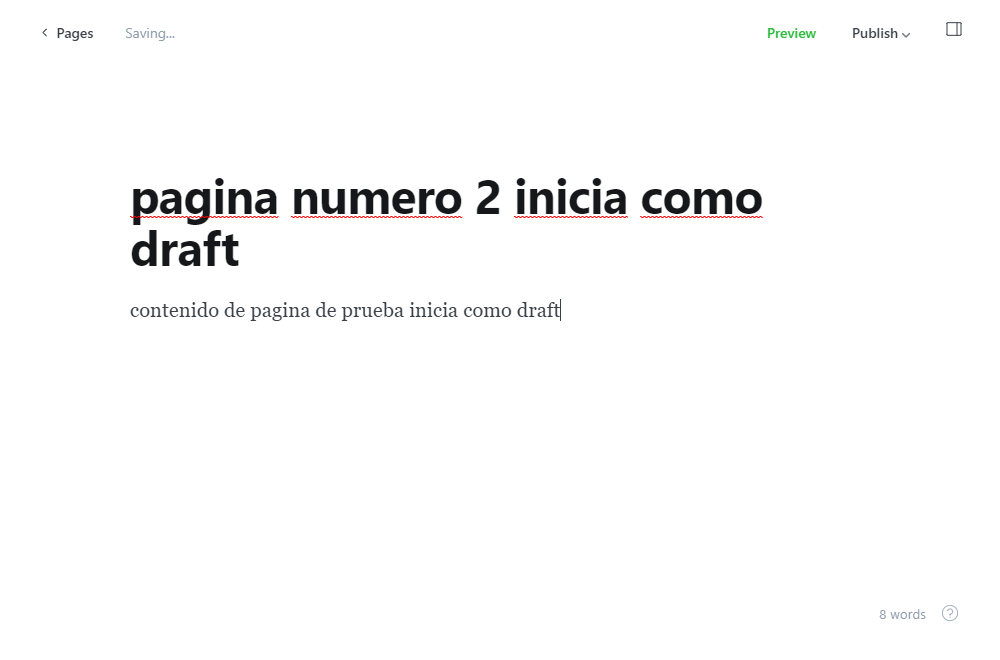 Pages
Saving...
Preview
Publish
pagina numero 2 inicia como
draft
contenido de pagina de prueba inicia como draft
8 words
?